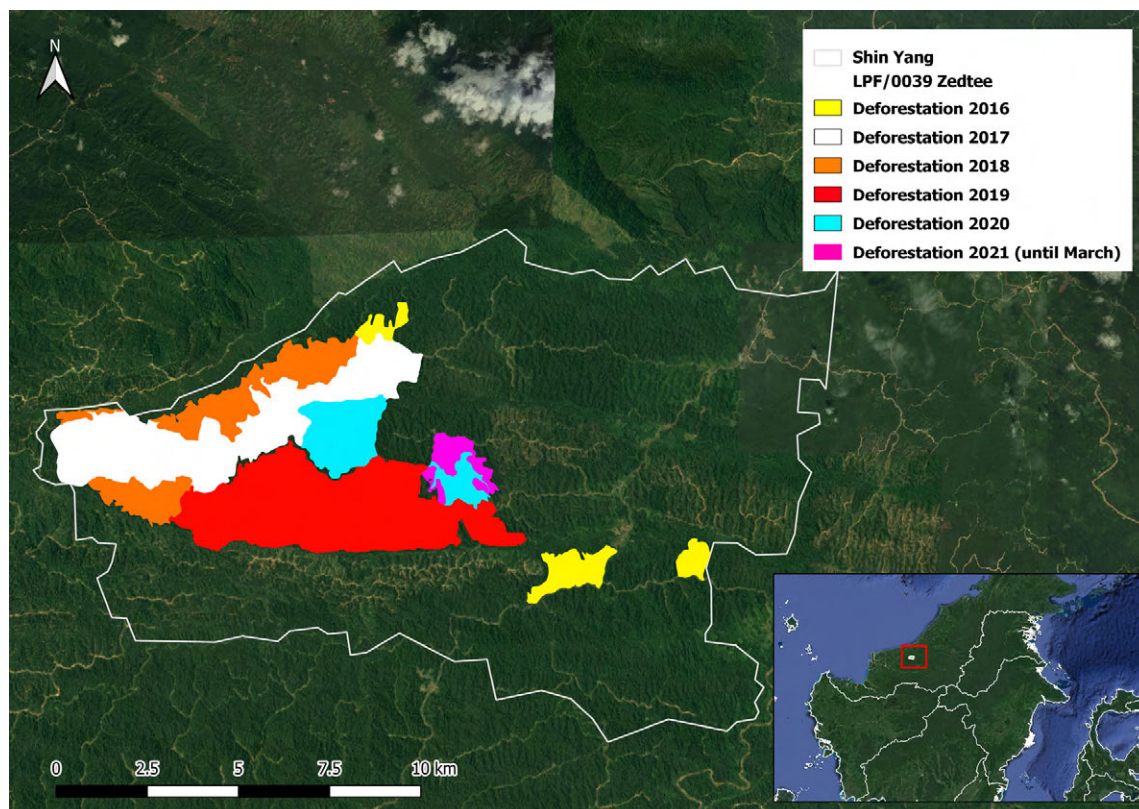 N
Shin Yang
LPF/0039 Zedtee
Deforestation 2016
Deforestation 2017
Deforestation 2018
Deforestation 2019
Deforestation 2020
Deforestation 2021 (until March)
0 2.5 5 7.5 10 km